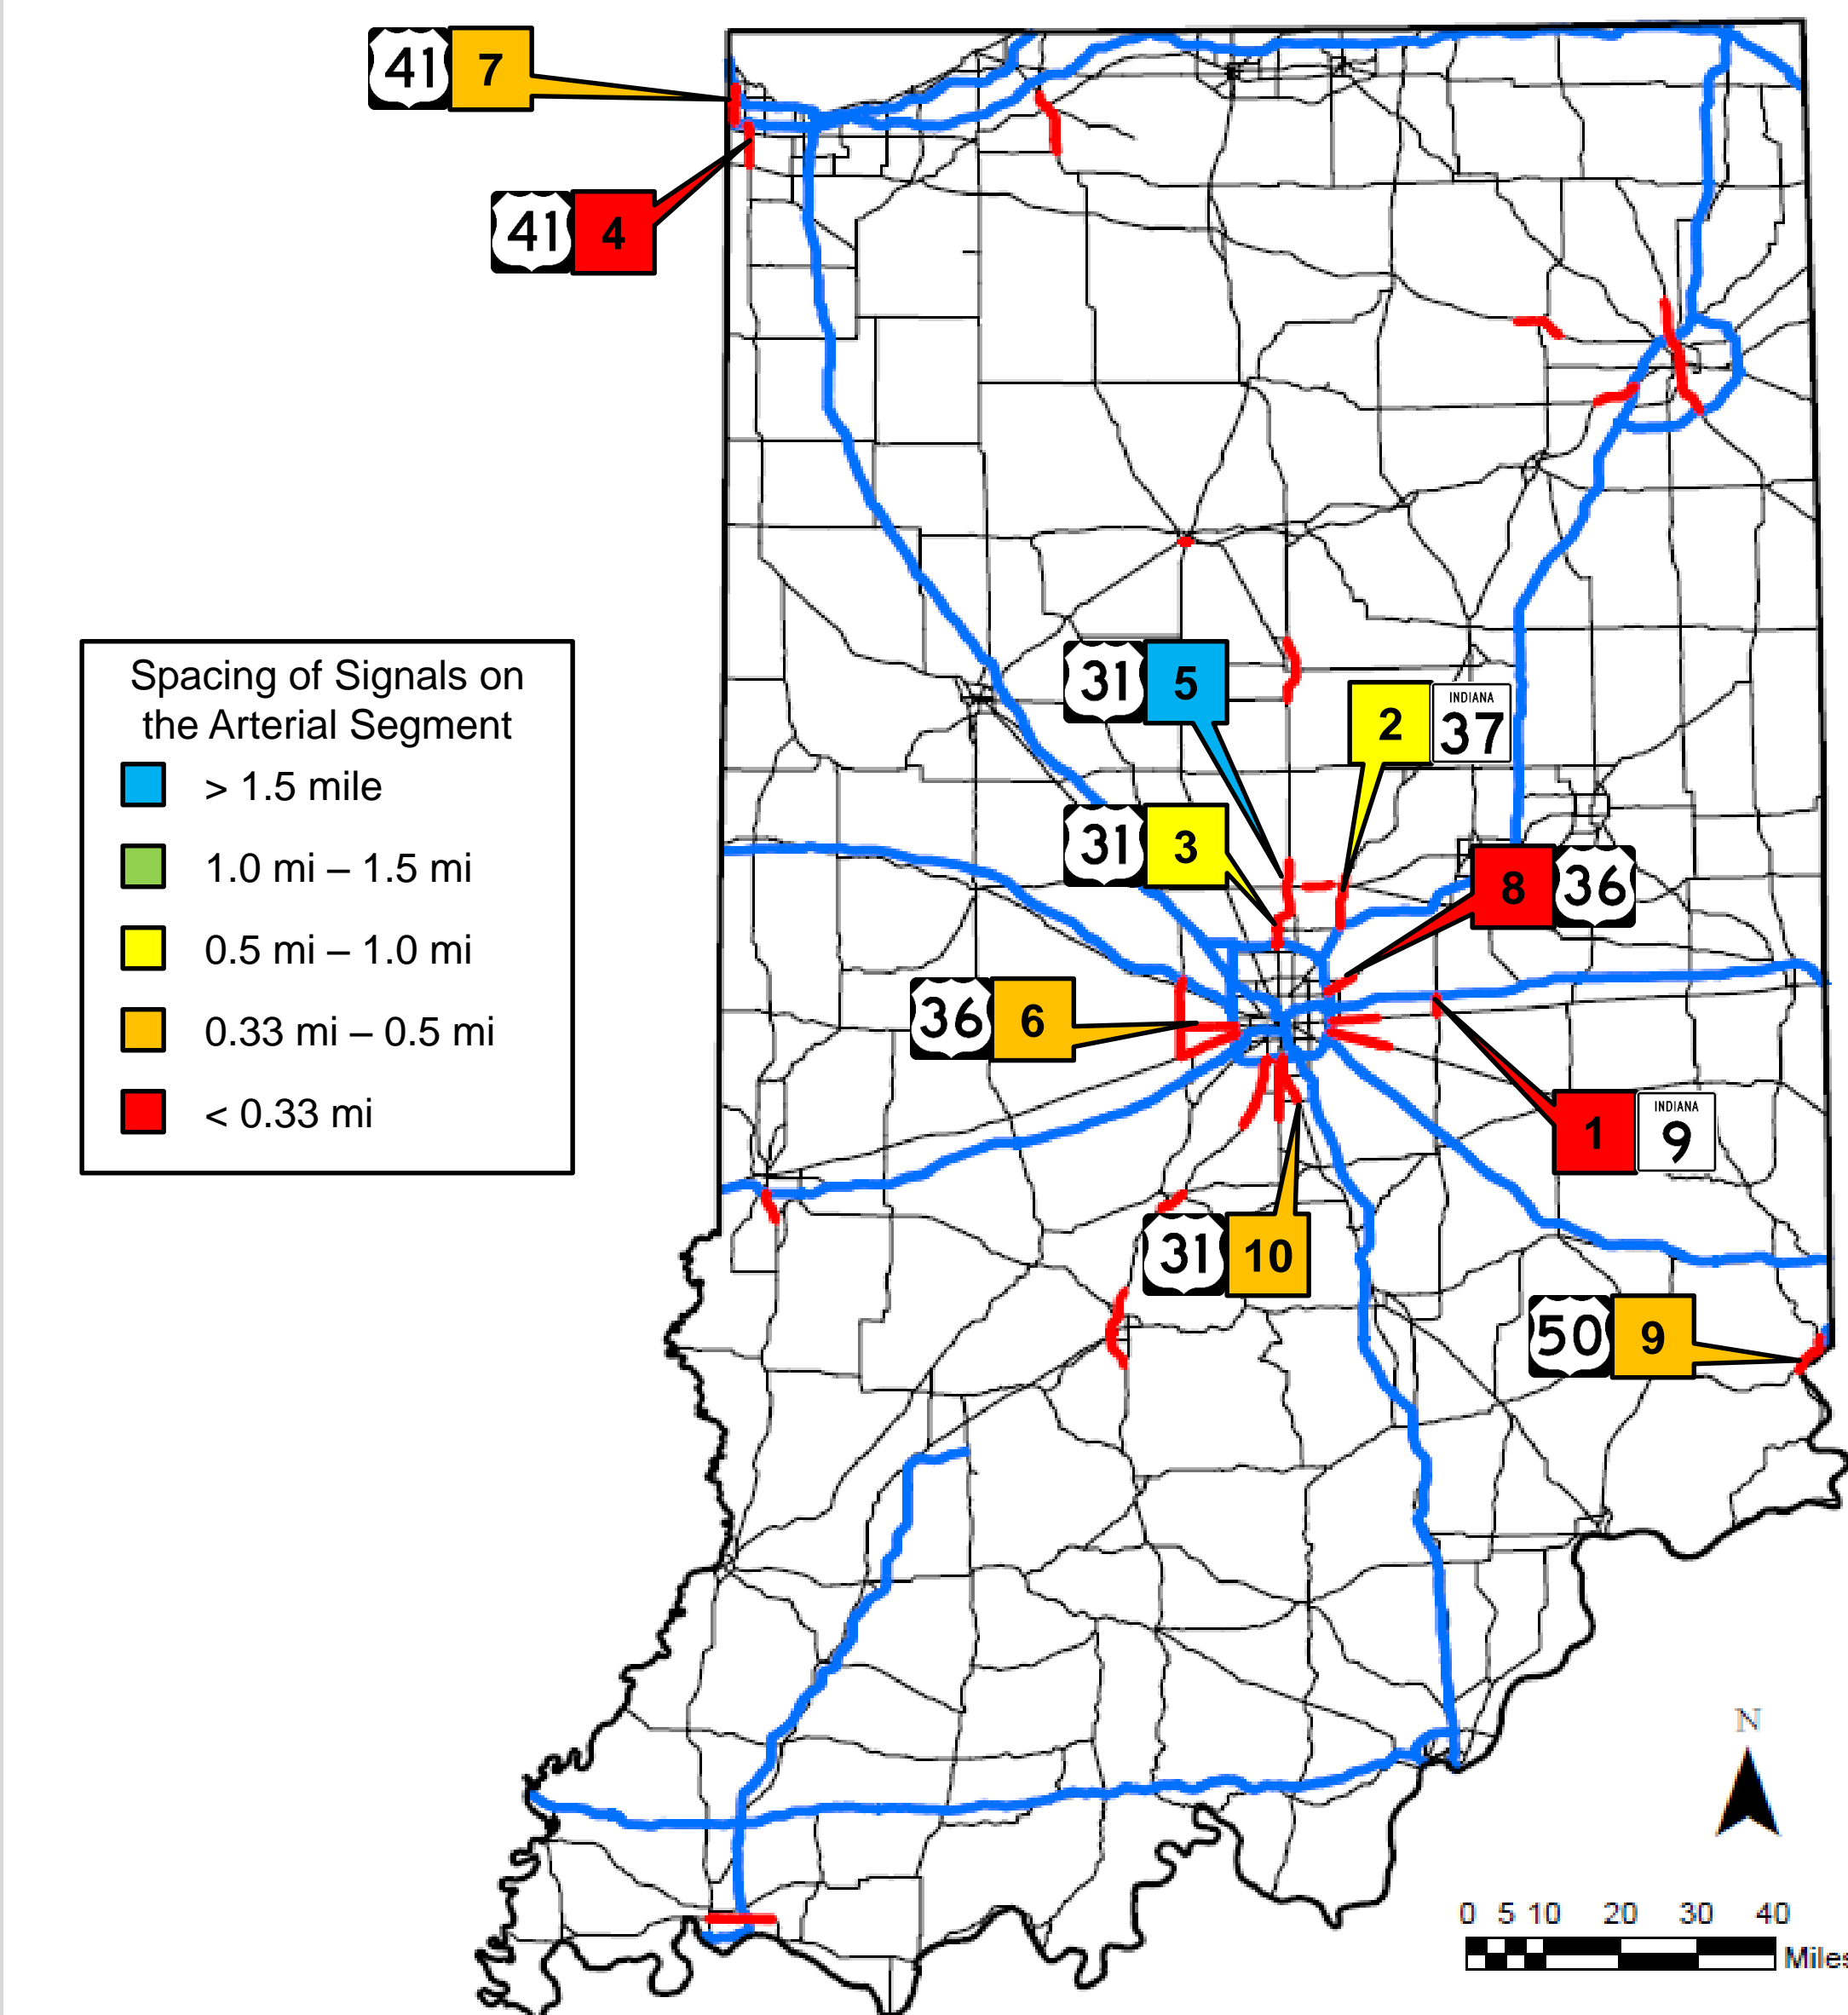 41 7
41 4
Spacing of Signals on
the Arterial Segment
> 1.5 mile
1.0 mi – 1.5 mi
0.5 mi – 1.0 mi
0.33 mi – 0.5 mi
< 0.33 mi
31 5
2 INDIANA 37
31 3
8 36
36 6
1 INDIANA 9
31 10
50 9
N
0 5 10 20 30 40
Miles